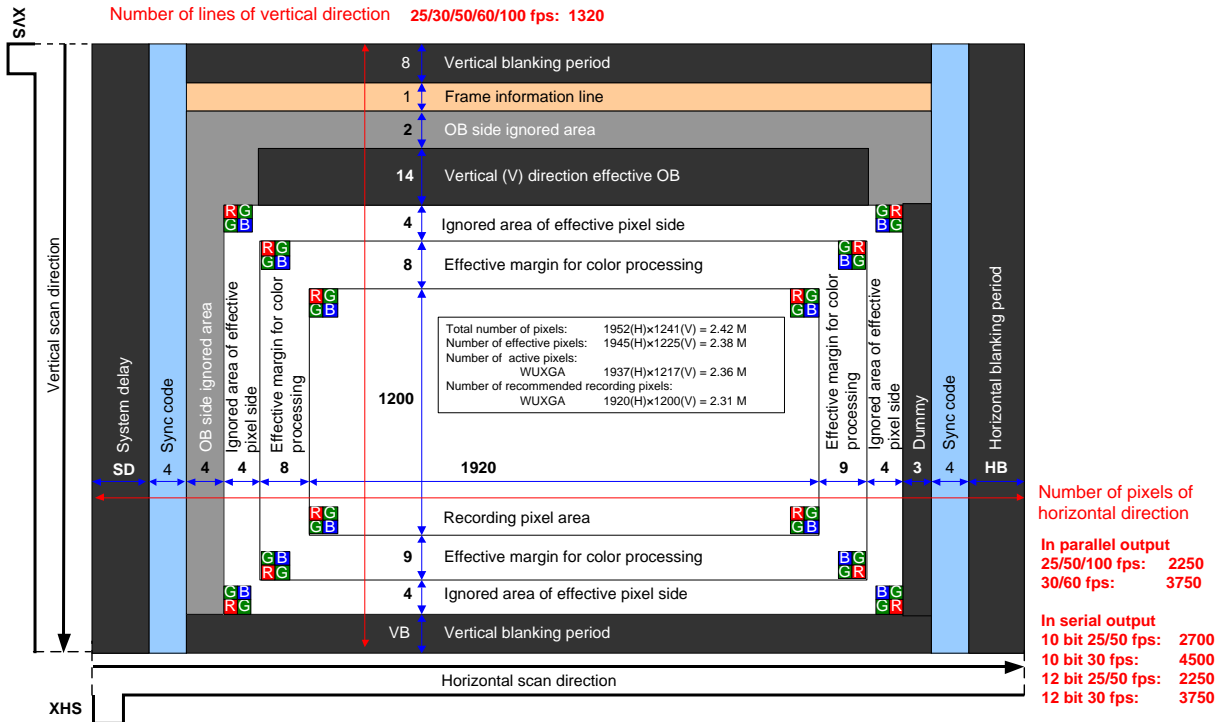 Number of lines of vertical direction 25/30/50/60/100 fps: 1320
XVS
8 Vertical blanking period
1 Frame information line
2 OB side ignored area
14 Vertical (V) direction effective OB
R G
G B
4 Ignored area of effective pixel side
G R
B G
R G
G B
8 Effective margin for color processing
G R
B G
R G
G B
R G
G B
Total number of pixels: 1952(H)×1241(V) = 2.42 M
Number of effective pixels: 1945(H)×1225(V) = 2.38 M
Number of active pixels:
WUXGA 1937(H)×1217(V) = 2.36 M
Number of recommended recording pixels:
WUXGA 1920(H)×1200(V) = 2.31 M
1200
Vertical scan direction
System delay
SD
Sync code
4
OB side ignored area
4
Ignored area of effective
pixel side
4
Effective margin for color
processing
8
1920
Effective margin for color
processing
9
Ignored area of effective
pixel side
4
Dummy
3
Sync code
4
Horizontal blanking period
HB
R G
G B
Recording pixel area
R G
G B
G B
R G
9 Effective margin for color processing
B G
G R
G B
R G
4 Ignored area of effective pixel side
B G
G R
VB Vertical blanking period
Horizontal scan direction
XHS
Number of pixels of
horizontal direction
In parallel output
25/50/100 fps: 2250
30/60 fps: 3750
In serial output
10 bit 25/50 fps: 2700
10 bit 30 fps: 4500
12 bit 25/50 fps: 2250
12 bit 30 fps: 3750